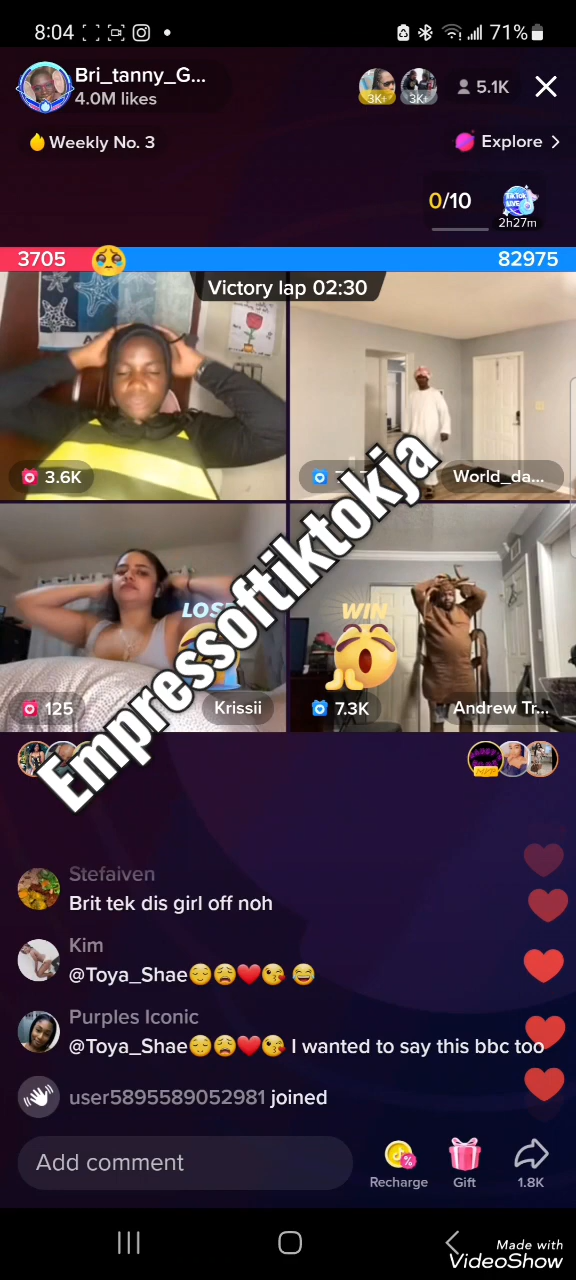 8:04
71%
Bri_tanny_G...
4.0M likes
3K+
3K+
5.1K
Weekly No. 3
Explore
0/10
TikTok
LIVE
2h27m
3705
82975
Victory lap 02:30
3.6K
World_da...
LOSE
WIN
125
Krissii
7.3K
Andrew Tr...
Empressoftiktokja
Stefaiven
Brit tek dis girl off noh
Kim
@Toya_Shae😌😩❤️😘 😂
Purples Iconic
@Toya_Shae😌😩❤️😘 I wanted to say this bbc too
user5895589052981 joined
Add comment
Recharge
Gift
1.8K
Made with
VideoShow